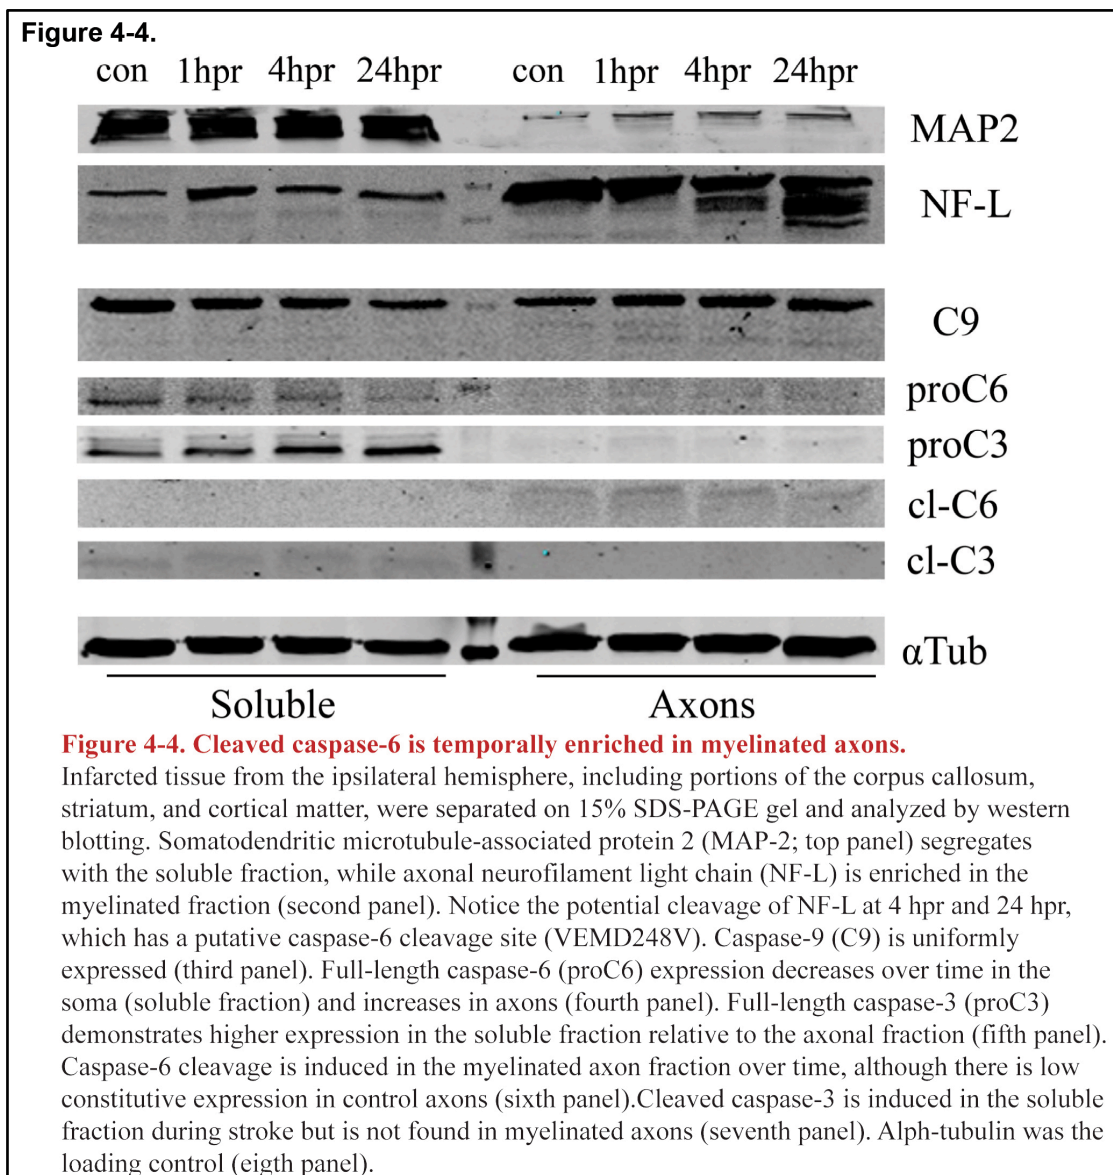 Figure 4-4.
con 1hpr 4hpr 24hpr con 1hpr 4hpr 24hpr
MAP2
NF-L
C9
proC6
proC3
cl-C6
cl-C3
αTub
Soluble Axons
Figure 4-4. Cleaved caspase-6 is temporally enriched in myelinated axons.
Infarcted tissue from the ipsilateral hemisphere, including portions of the corpus callosum,
striatum, and cortical matter, were separated on 15% SDS-PAGE gel and analyzed by western
blotting. Somatodendritic microtubule-associated protein 2 (MAP-2; top panel) segregates
with the soluble fraction, while axonal neurofilament light chain (NF-L) is enriched in the
myelinated fraction (second panel). Notice the potential cleavage of NF-L at 4 hpr and 24 hpr,
which has a putative caspase-6 cleavage site (VEMD248V). Caspase-9 (C9) is uniformly
expressed (third panel). Full-length caspase-6 (proC6) expression decreases over time in the
soma (soluble fraction) and increases in axons (fourth panel). Full-length caspase-3 (proC3)
demonstrates higher expression in the soluble fraction relative to the axonal fraction (fifth panel).
Caspase-6 cleavage is induced in the myelinated axon fraction over time, although there is low
constitutive expression in control axons (sixth panel).Cleaved caspase-3 is induced in the soluble
fraction during stroke but is not found in myelinated axons (seventh panel). Alph-tubulin was the
loading control (eigth panel).